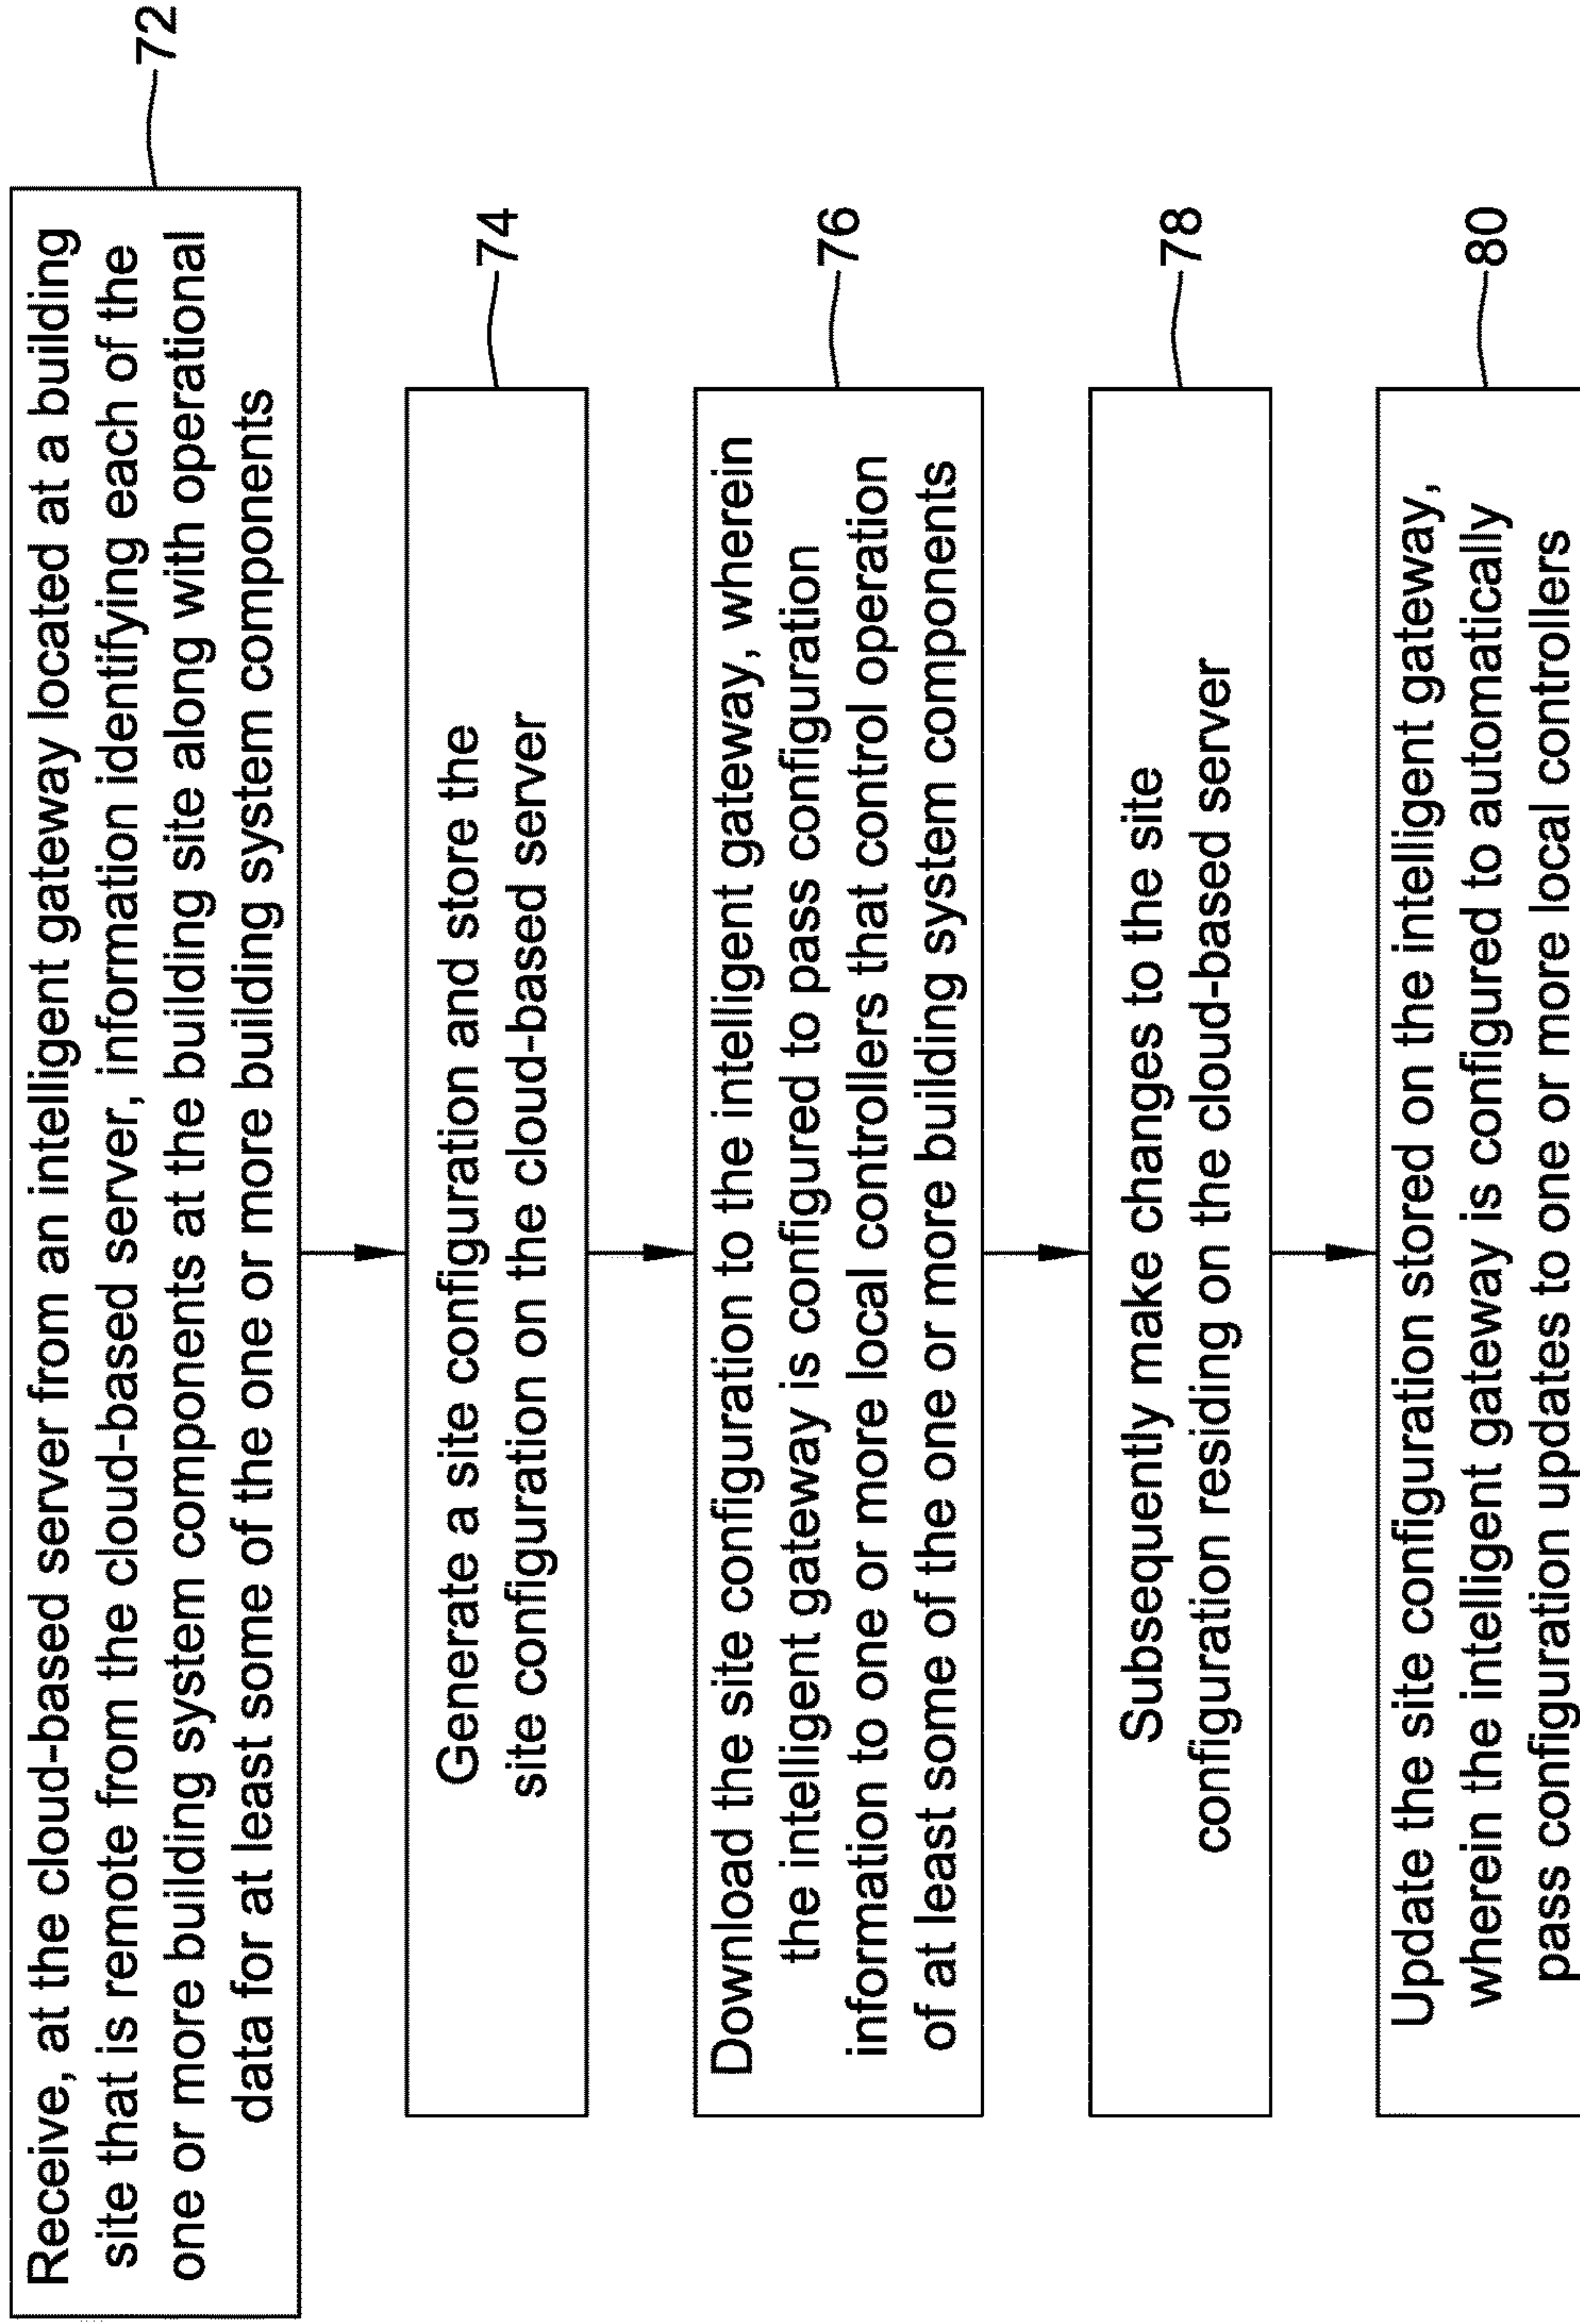 Receive, at the cloud-based server from an intelligent gateway located at a building
site that is remote from the cloud-based server, information identifying each of the
one or more building system components at the building site along with operational
data for at least some of the one or more building system components
72
Generate a site configuration and store the
site configuration on the cloud-based server
74
Download the site configuration to the intelligent gateway, wherein
the intelligent gateway is configured to pass configuration
information to one or more local controllers that control operation
of at least some of the one or more building system components
76
Subsequently make changes to the site
configuration residing on the cloud-based server
78
Update the site configuration stored on the intelligent gateway,
wherein the intelligent gateway is configured to automatically
pass configuration updates to one or more local controllers
80